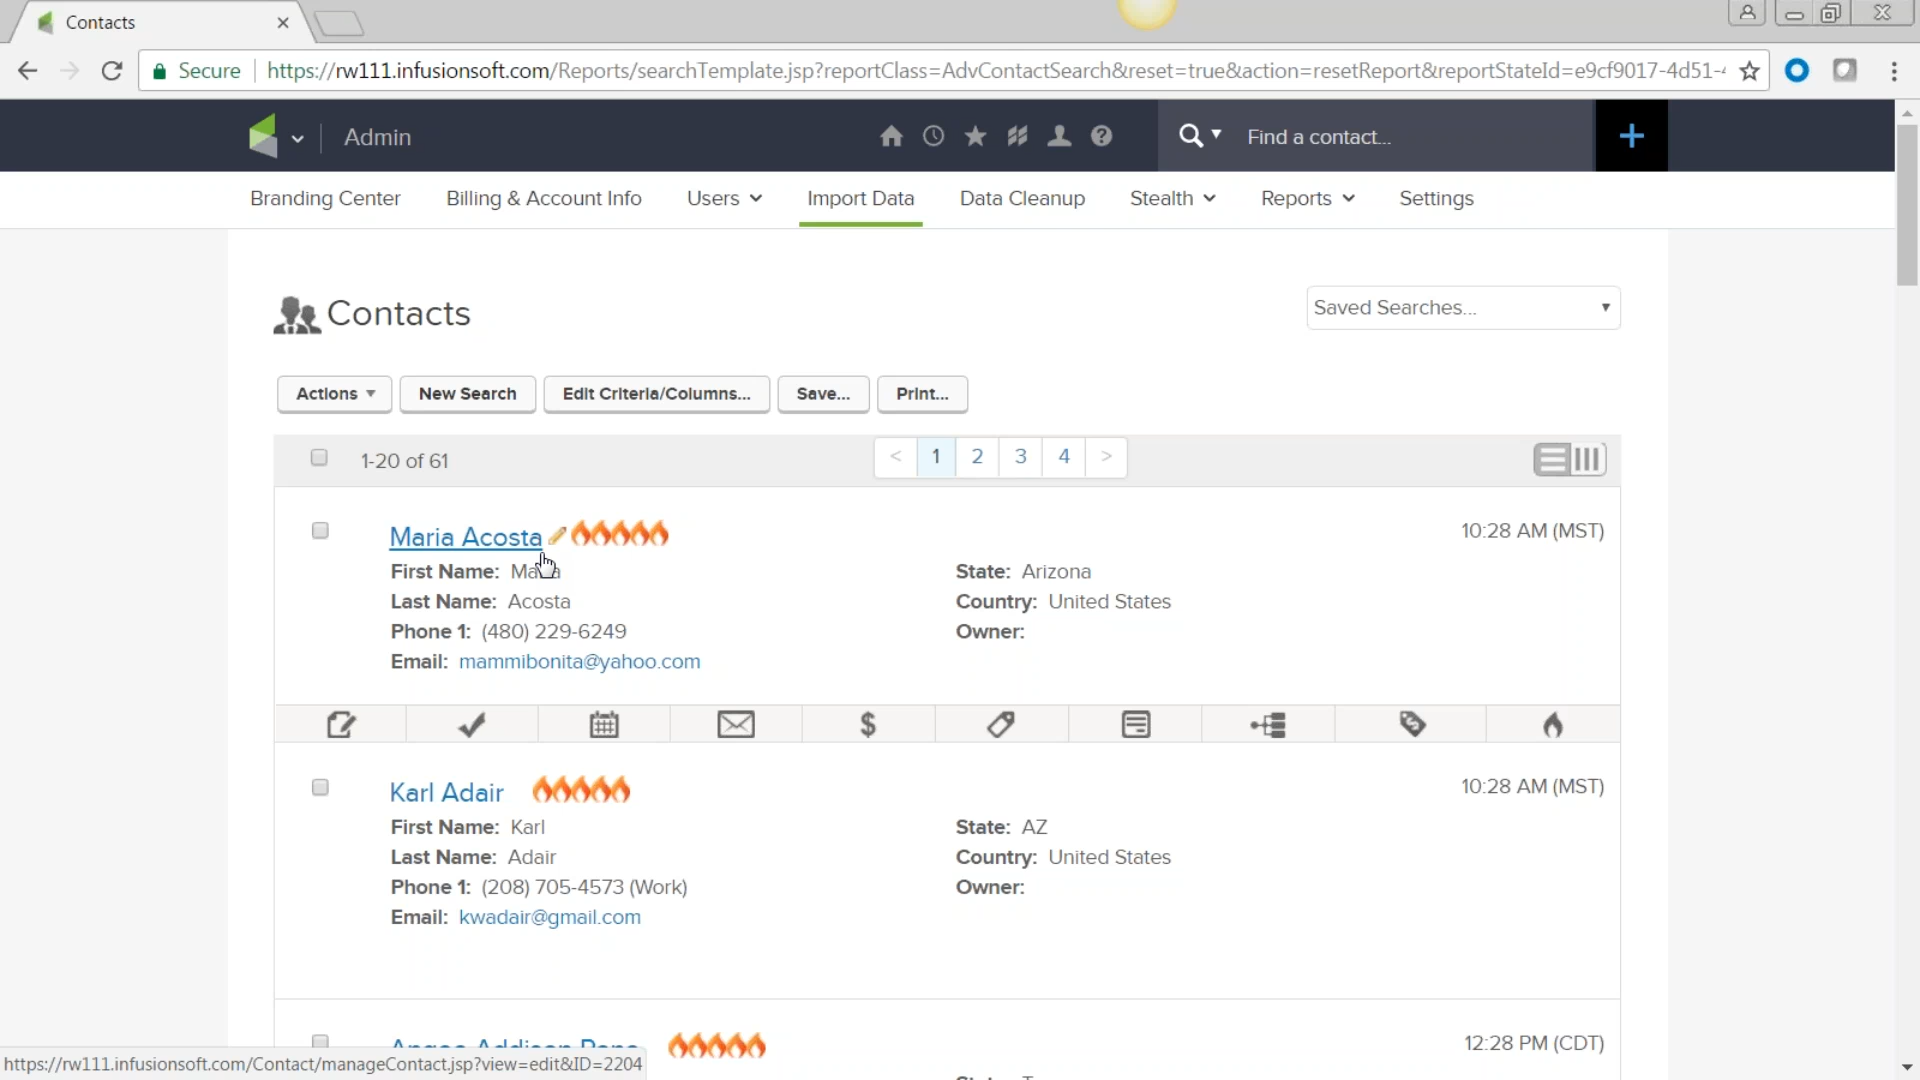 Contacts
Secure https://rw111.infusionsoft.com/Reports/searchTemplate.jsp?reportClass=AdvContactSearch&reset=true&action=resetReport&reportStateId=e9cf9017-4d51-
Admin
Find a contact...
Branding Center Billing & Account Info Users Import Data Data Cleanup Stealth Reports Settings
Contacts
Saved Searches...
Actions New Search Edit Criteria/Columns... Save... Print...
1-20 of 61 < 1 2 3 4 >
Maria Acosta 10:28 AM (MST)
First Name: State: Arizona
Last Name: Acosta Country: United States
Phone 1: (480) 229-6249 Owner:
Email: mammibonita@yahoo.com
Karl Adair 10:28 AM (MST)
First Name: Karl State: AZ
Last Name: Adair Country: United States
Phone 1: (208) 705-4573 (Work) Owner:
Email: kwadair@gmail.com
12:28 PM (CDT)
https://rw111.infusionsoft.com/Contact/manageContact.jsp?view=edit&ID=2204